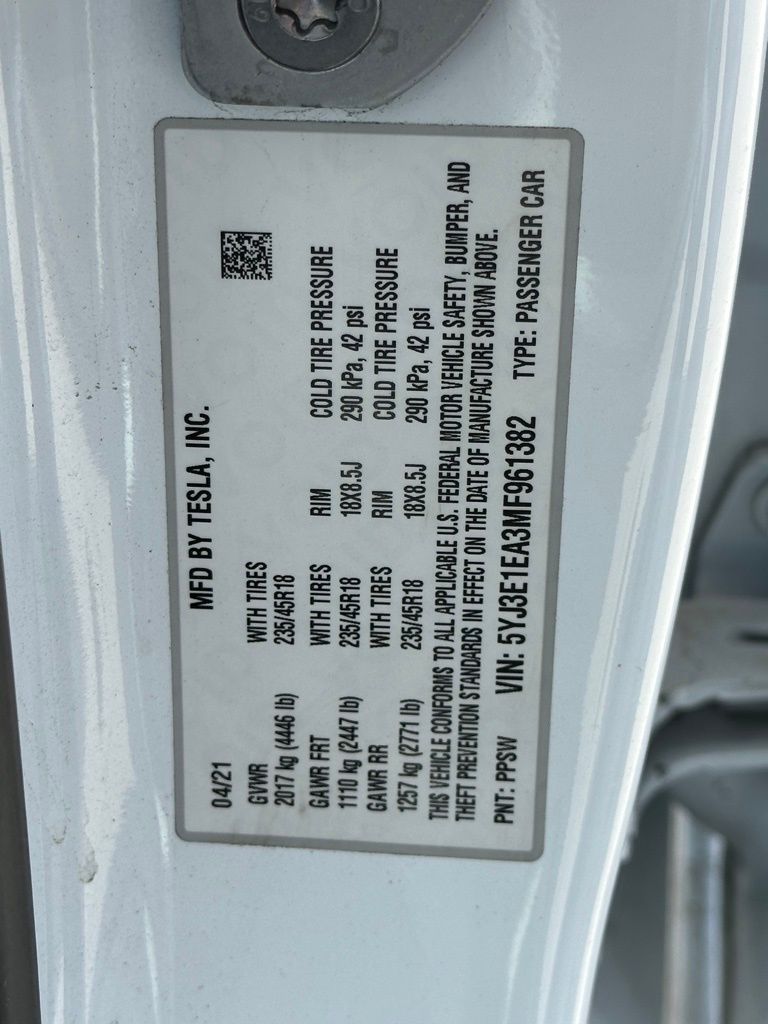 MFD BY TESLA, INC.
04/21
GVWR WITH TIRES
2017 kg (4446 lb) 235/45R18
GAWR FRT WITH TIRES RIM COLD TIRE PRESSURE
1110 kg (2447 lb) 235/45R18 18X8.5J 290 kPa, 42 psi
GAWR RR WITH TIRES RIM COLD TIRE PRESSURE
1257 kg (2771 lb) 235/45R18 18X8.5J 290 kPa, 42 psi
THIS VEHICLE CONFORMS TO ALL APPLICABLE U.S. FEDERAL MOTOR VEHICLE SAFETY, BUMPER, AND
THEFT PREVENTION STANDARDS IN EFFECT ON THE DATE OF MANUFACTURE SHOWN ABOVE.
PNT: PPSW VIN: 5YJ3E1EA3MF961382 TYPE: PASSENGER CAR